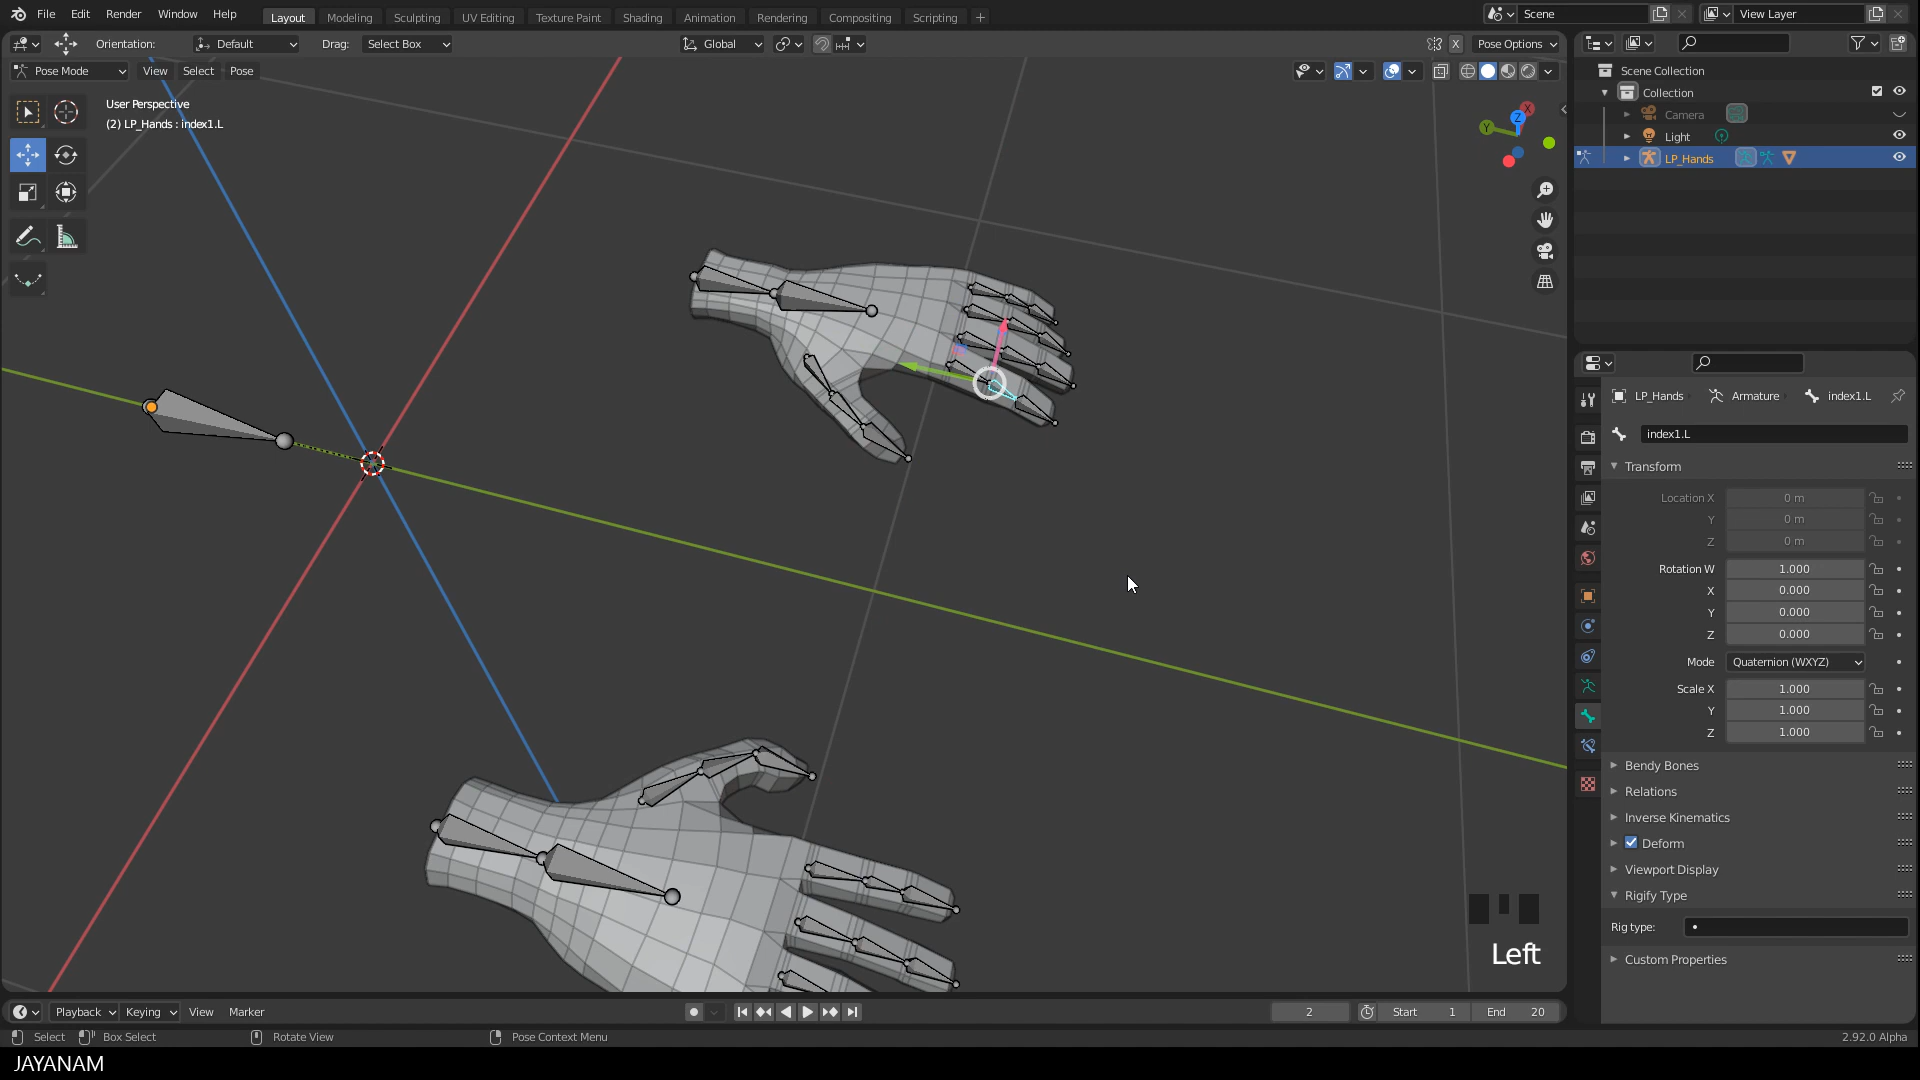 File Edit Render Window Help
Layout Modeling Sculpting UV Editing Texture Paint Shading Animation Rendering Compositing Scripting +
Scene
View Layer
Orientation: Default Drag: Select Box
Global
X Pose Options
Pose Mode View Select Pose
User Perspective
(2) LP_Hands : index1.L
X
Y
Z
Scene Collection
Collection
Camera
Light
LP_Hands
LP_Hands Armature index1.L
index1.L
Transform
Location X 0 m
Y 0 m
Z 0 m
Rotation W 1.000
X 0.000
Y 0.000
Z 0.000
Mode Quaternion (WXYZ)
Scale X 1.000
Y 1.000
Z 1.000
Bendy Bones
Relations
Inverse Kinematics
Deform
Viewport Display
Rigify Type
Rig type:
Custom Properties
Left
Playback Keying View Marker
2 Start 1 End 20
Select Box Select Rotate View Pose Context Menu
2.92.0 Alpha
JAYANAM